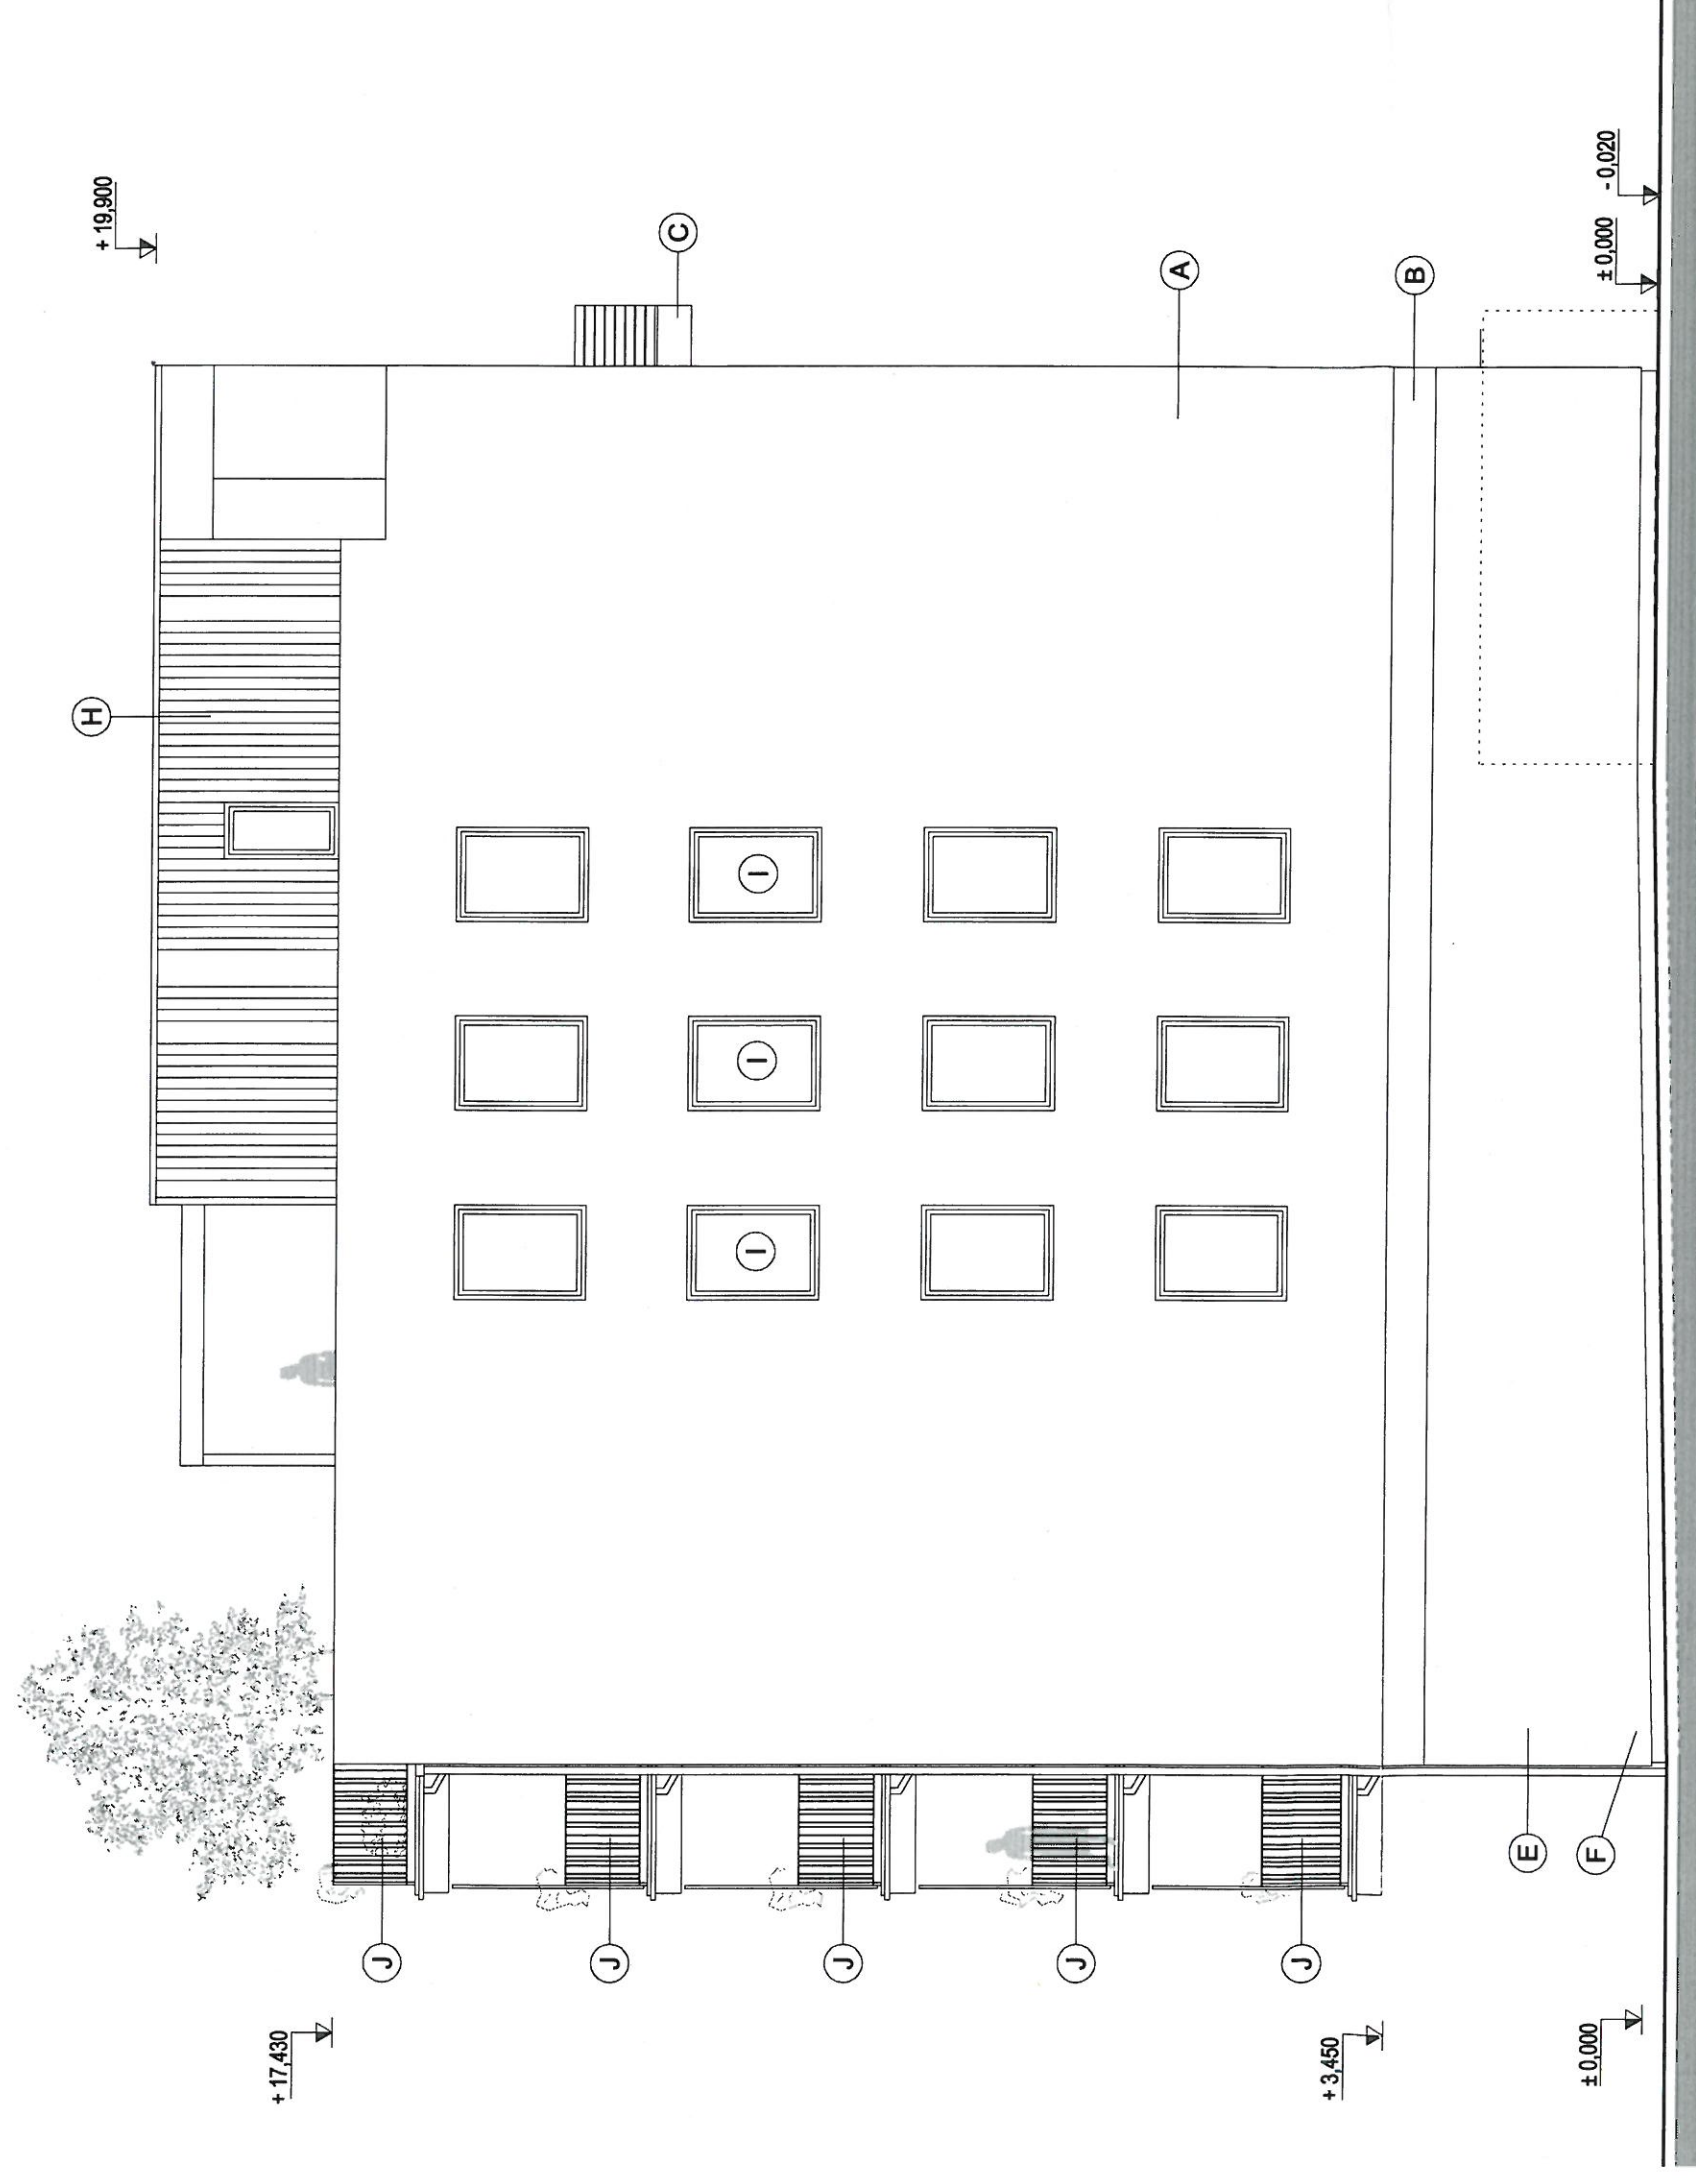 H
+ 19,900
+ 17,430
J
J
C
I
I
I
J
J
A
J
+ 3,450
B
E
± 0,000
F
± 0,000
- 0,020